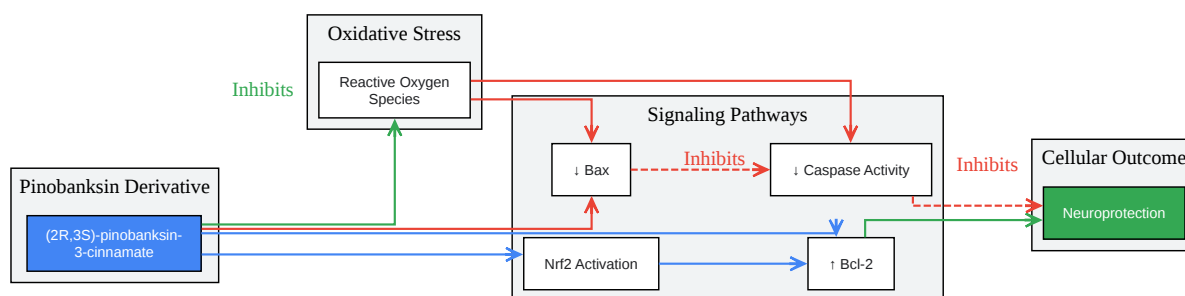 Oxidative Stress
Inhibits
Reactive Oxygen
Species
Signaling Pathways
↓ Bax
Inhibits
↓ Caspase Activity
Inhibits
Cellular Outcome
Neuroprotection
Pinobanksin Derivative
(2R,3S)-pinobanksin-
3-cinnamate
Nrf2 Activation
↑ Bcl-2